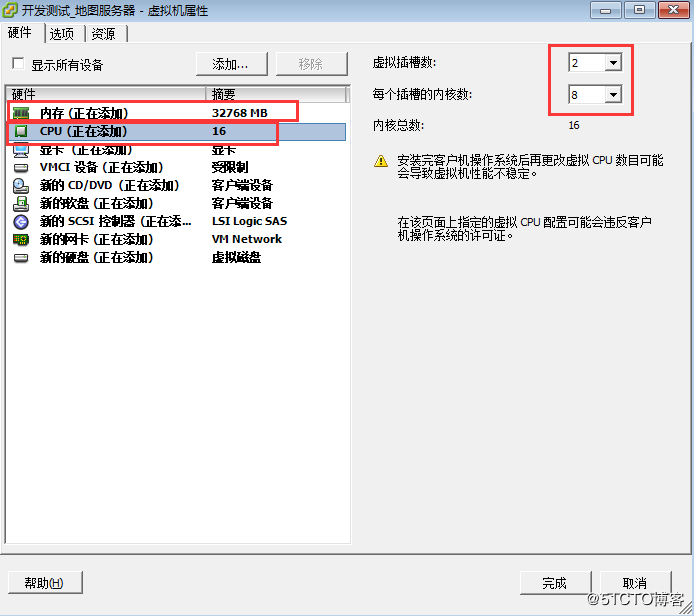 开发测试_地图服务器 - 虚拟机属性
硬件 选项 资源
显示所有设备 添加... 移除
硬件 摘要
内存 (正在添加) 32768 MB
CPU (正在添加) 16
显卡 (正在添加) 显卡
VMCI 设备 (正在添加) 受限制
新的 CD/DVD (正在添加) 客户端设备
新的软盘 (正在添加) 客户端设备
新的 SCSI 控制器 (正在添... LSI Logic SAS
新的网卡 (正在添加) VM Network
新的硬盘 (正在添加) 虚拟磁盘
虚拟插槽数: 2
每个插槽的内核数: 8
内核总数: 16
安装完客户机操作系统后再更改虚拟 CPU 数目可能
会导致虚拟机性能不稳定。
在该页面上指定的虚拟 CPU 配置可能会违反客户
机操作系统的许可证。
帮助(H) 完成 取消
@51CTO博客